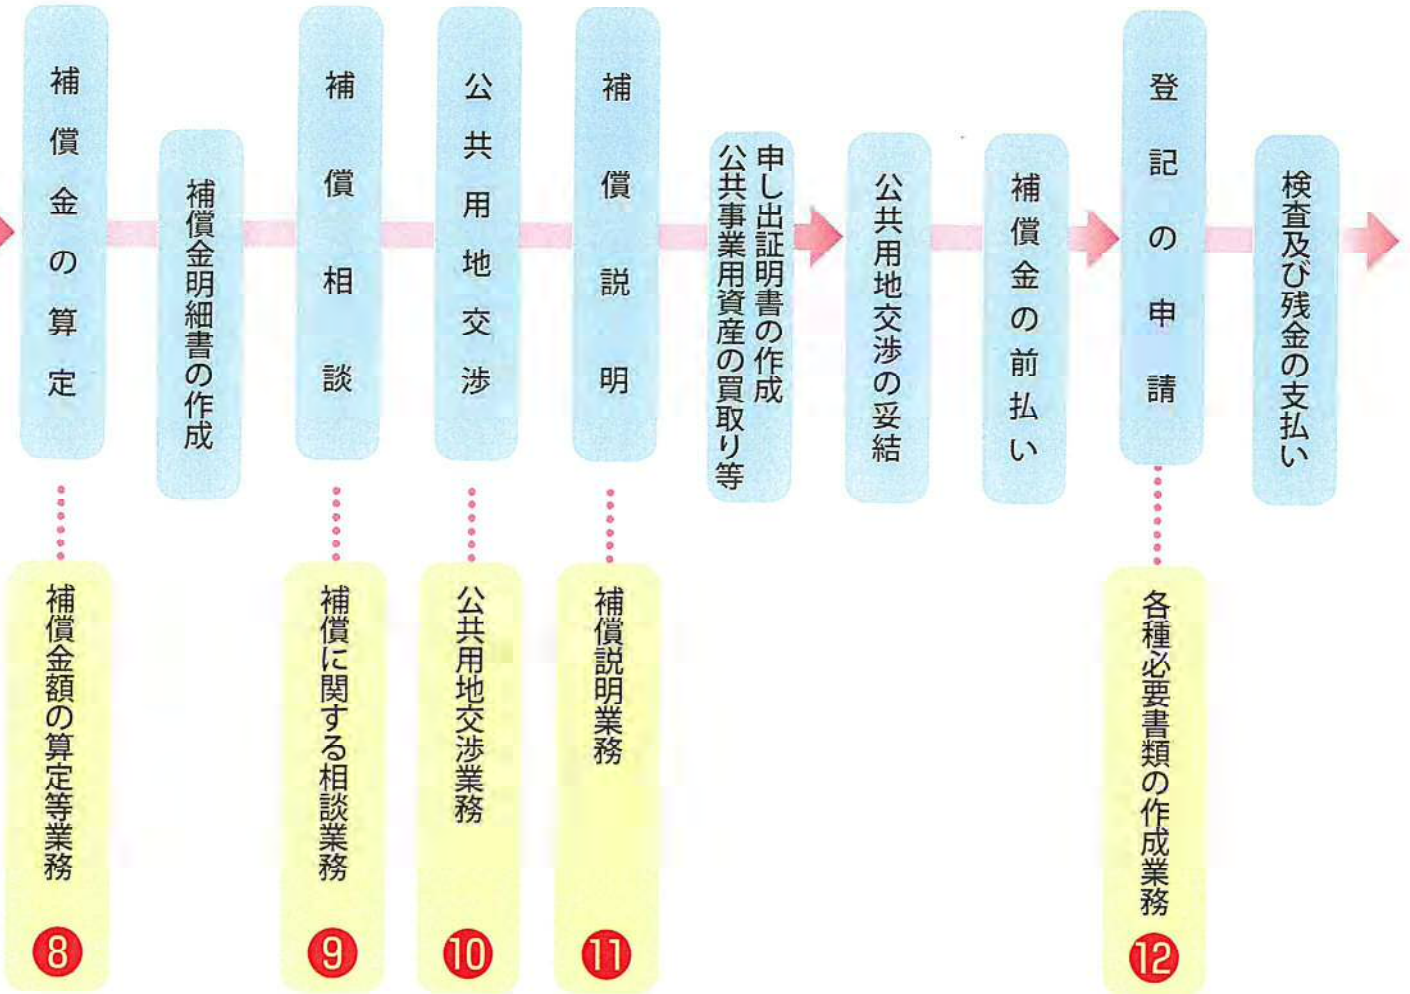 補償金の算定
補償金明細書の作成
補償相談
公共用地交渉
補償説明
申し出証明書の作成
公共事業用資産の買取り等
公共用地交渉の妥結
補償金の前払い
登記の申請
検査及び残金の支払い
補償金額の算定等業務
8
補償に関する相談業務
9
公共用地交渉業務
10
補償説明業務
11
各種必要書類の作成業務
12